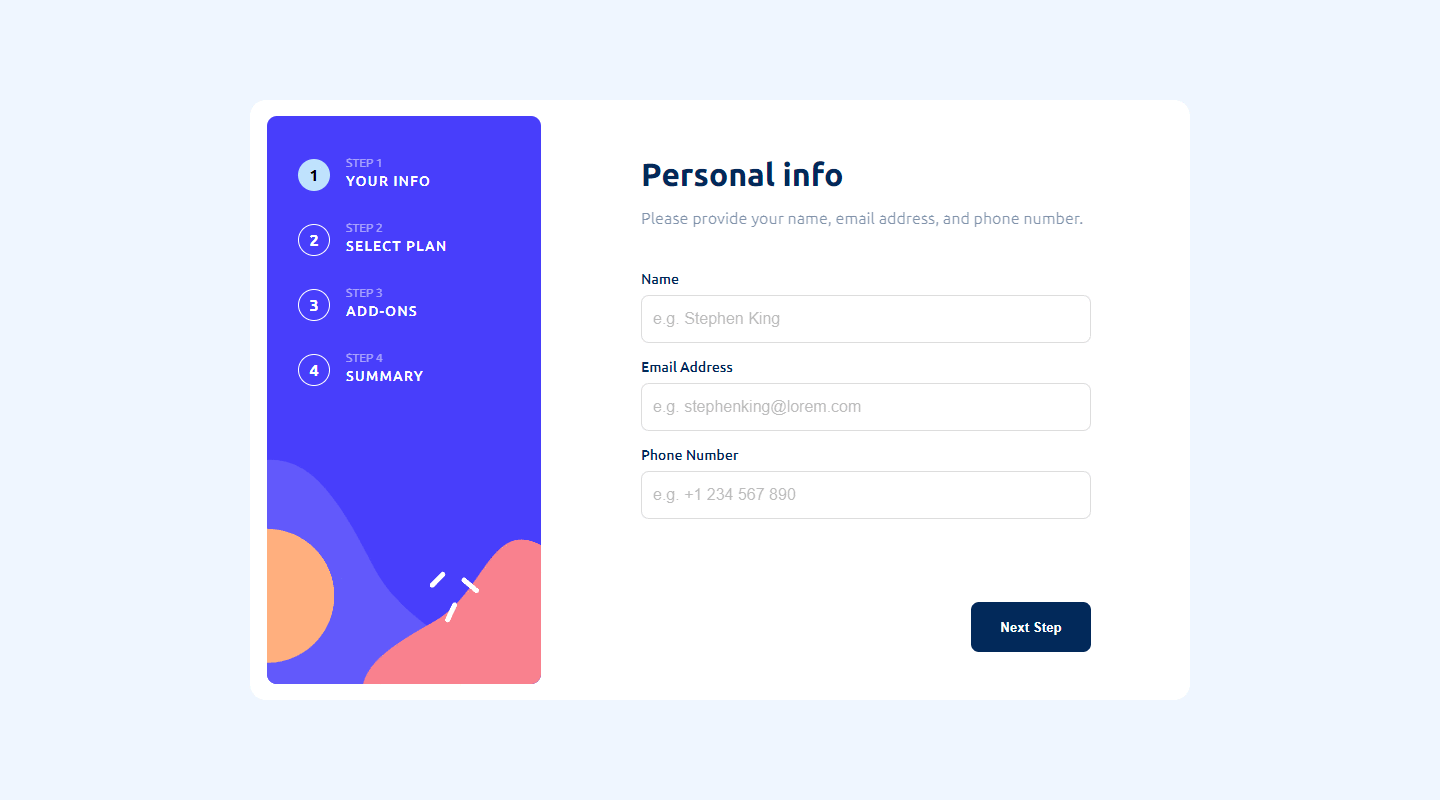 1
STEP 1
YOUR INFO
2
STEP 2
SELECT PLAN
3
STEP 3
ADD-ONS
4
STEP 4
SUMMARY
Personal info
Please provide your name, email address, and phone number.
Name
e.g. Stephen King
Email Address
e.g. stephenking@lorem.com
Phone Number
e.g. +1 234 567 890
Next Step